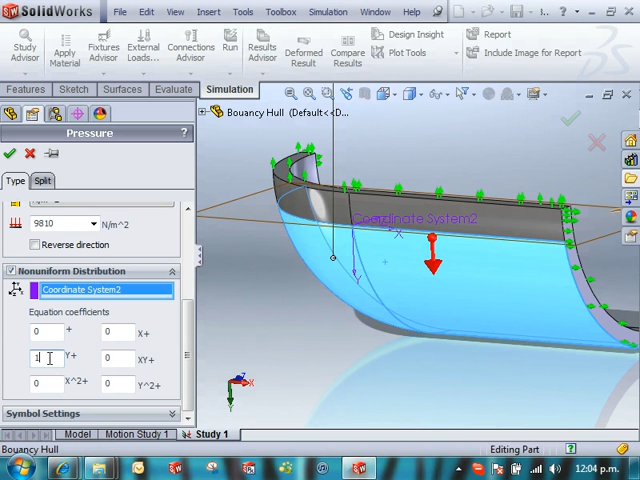 SolidWorks File Edit View Insert Tools Toolbox Simulation Window Help
Study Advisor
Apply Material
Fixtures Advisor
External Loads...
Connections Advisor
Run
Results Advisor
Deformed Result
Compare Results
Design Insight
Plot Tools
Report
Include Image for Report
Features Sketch Surfaces Evaluate Simulation
Bouancy Hull (Default<<D...
Pressure ?
Type Split
9810 N/m^2
Reverse direction
Nonuniform Distribution
Coordinate System2
Equation coefficients
0 + 0 X+
1 Y+ 0 XY+
0 X^2+ 0 Y^2+
Symbol Settings
Coordinate System2
X
Y
Z
X
Y
Model Motion Study 1 Study 1
Bouancy Hull Editing Part
12:04 p.m.